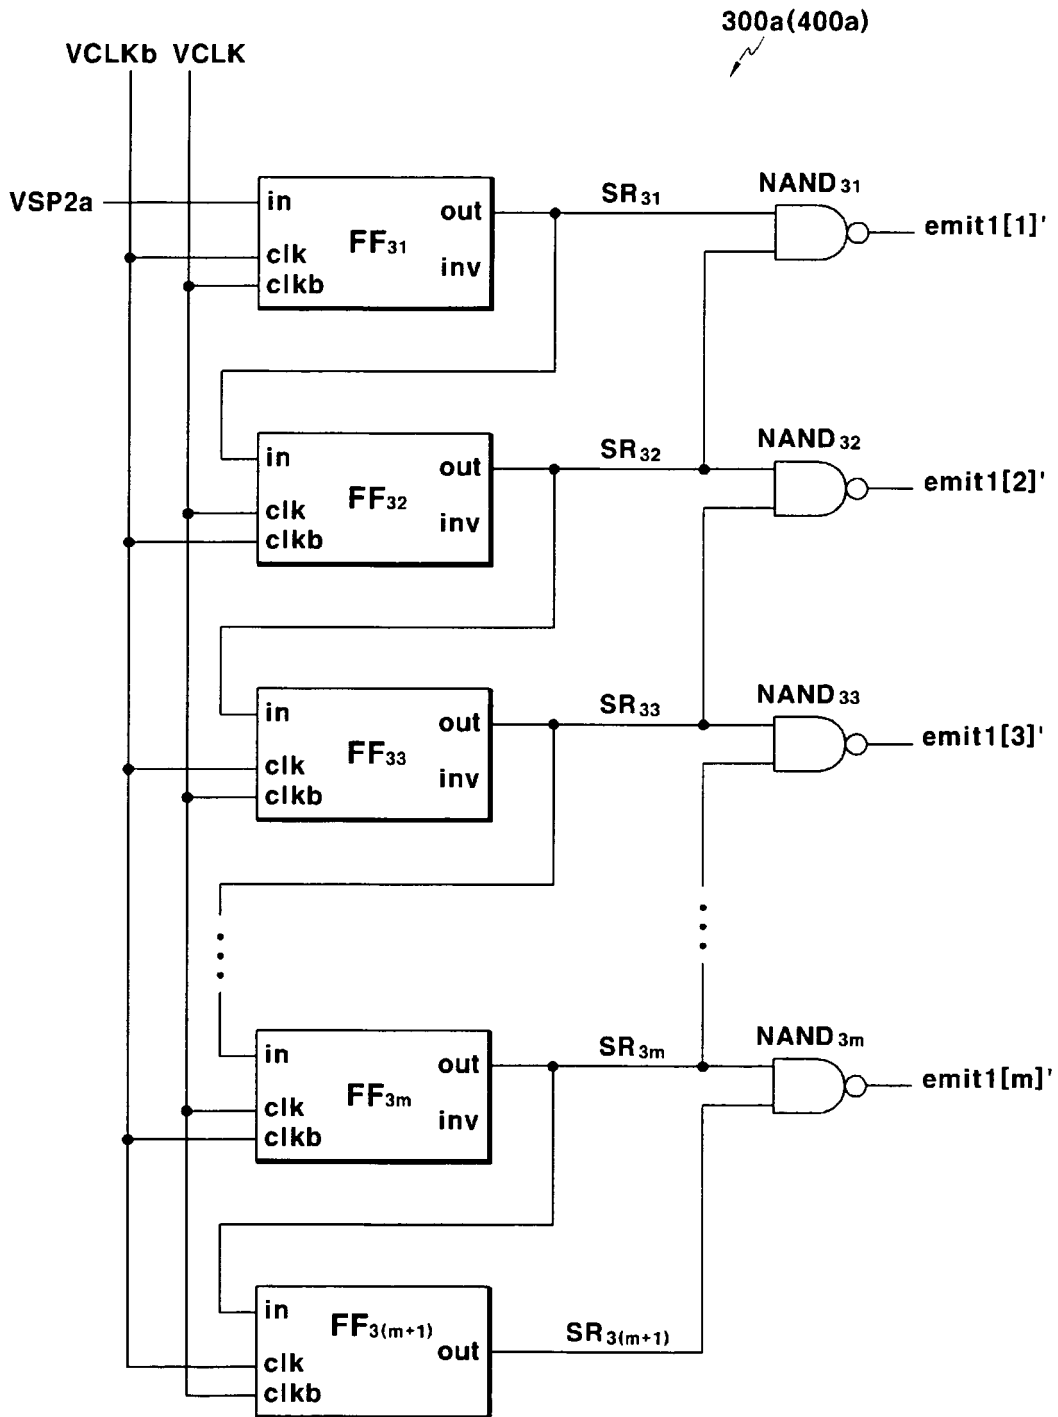 300a(400a)
VCLKb VCLK
VSP2a
in
out
FF31
clk
inv
clkb
SR31
NAND31
emit1[1]'
in
out
FF32
clk
inv
clkb
SR32
NAND32
emit1[2]'
in
out
FF33
clk
inv
clkb
SR33
NAND33
emit1[3]'
in
out
FF3m
clk
inv
clkb
SR3m
NAND3m
emit1[m]'
in
FF3(m+1)
out
clk
clkb
SR3(m+1)